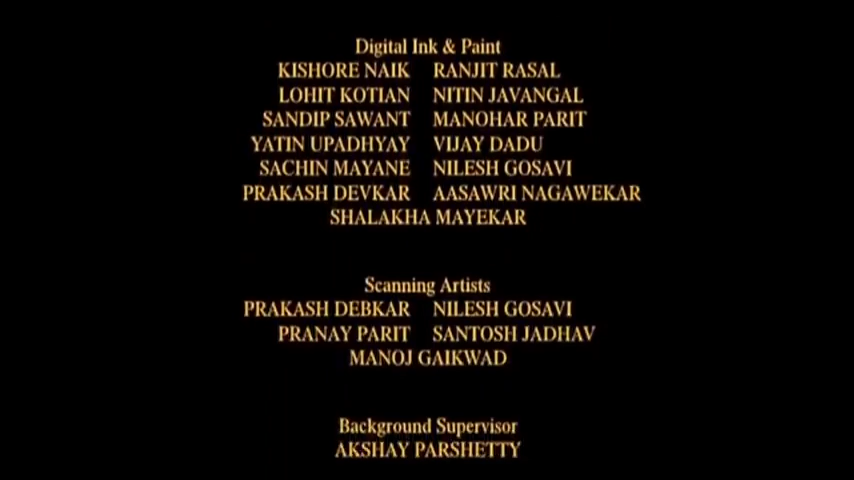 Digital Ink & Paint
KISHORE NAIK RANJIT RASAL
LOHIT KOTIAN NITIN JAVANGAL
SANDIP SAWANT MANOHAR PARIT
YATIN UPADHYAY VIJAY DADU
SACHIN MAYANE NILESH GOSAVI
PRAKASH DEVKAR AASAWRI NAGAWEKAR
SHALAKHA MAYEKAR
Scanning Artists
PRAKASH DEBKAR NILESH GOSAVI
PRANAY PARIT SANTOSH JADHAV
MANOJ GAIKWAD
Background Supervisor
AKSHAY PARSHETTY